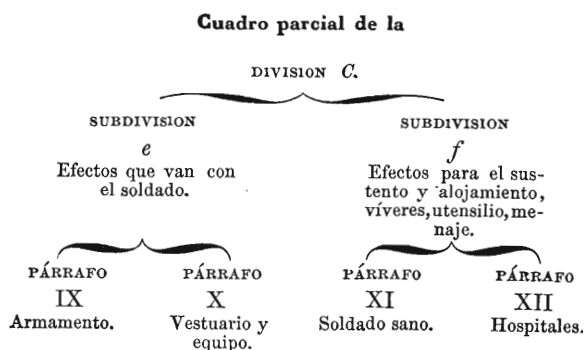 Cuadro parcial de la
DIVISION C.
SUBDIVISION
e
Efectos que van con
el soldado.
SUBDIVISION
f
Efectos para el sus-
tento y alojamiento,
víveres, utensilio, me-
naje.
PÁRRAFO
IX
Armamento.
PÁRRAFO
X
Vestuario y
equipo.
PÁRRAFO
XI
Soldado sano.
PÁRRAFO
XII
Hospitales.